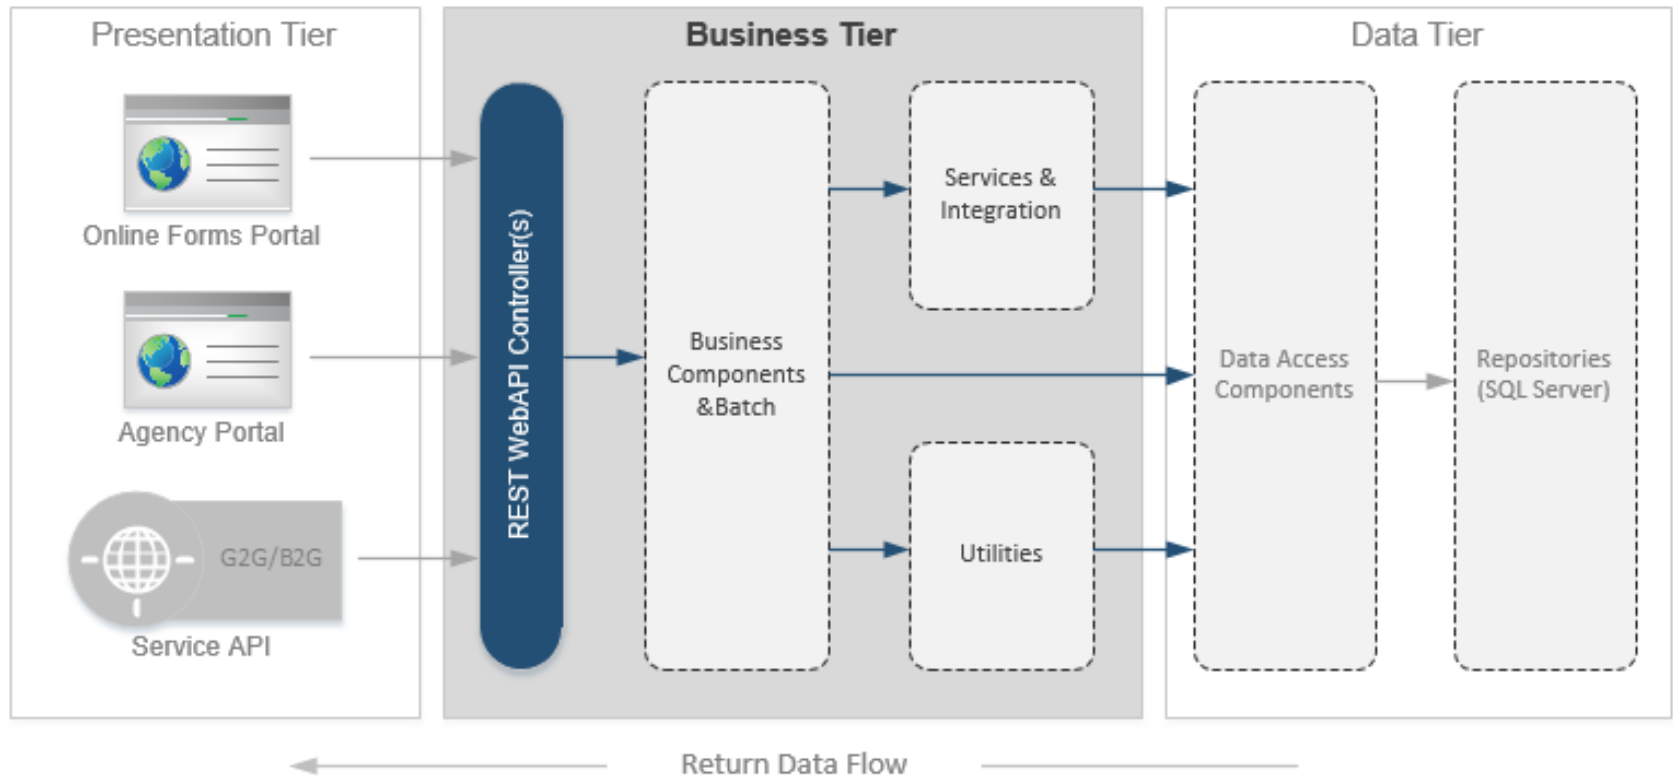 Presentation Tier
Online Forms Portal
Agency Portal
G2G/B2G
Service API
Business Tier
REST WebAPI Controller(s)
Business
Components
&Batch
Services &
Integration
Utilities
Data Tier
Data Access
Components
Repositories
(SQL Server)
Return Data Flow